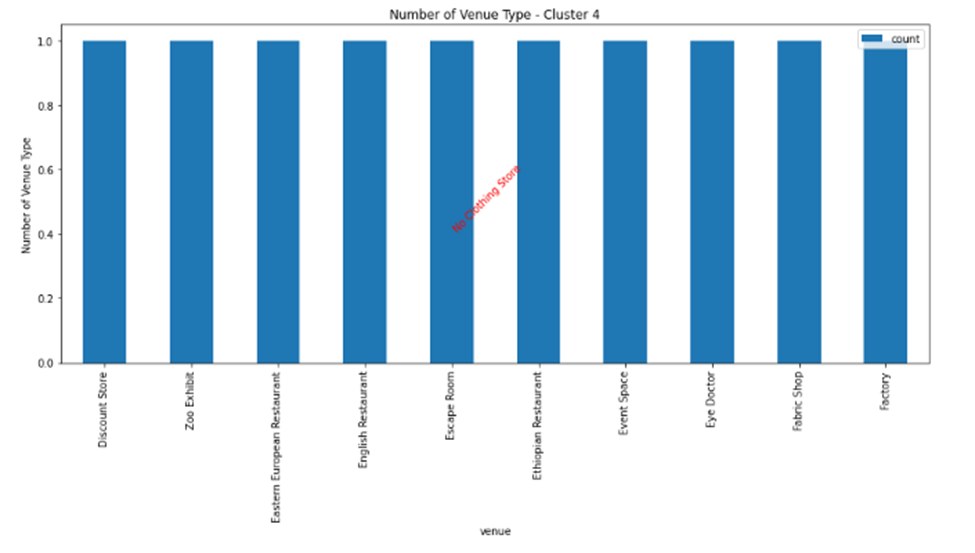 Number of Venue Type - Cluster 4
count
Number of Venue Type
1.0
0.8
0.6
0.4
0.2
0.0
No Clothing Store
Discount Store
Zoo Exhibit
Eastern European Restaurant
English Restaurant
Escape Room
Ethiopian Restaurant
Event Space
Eye Doctor
Fabric Shop
Factory
venue